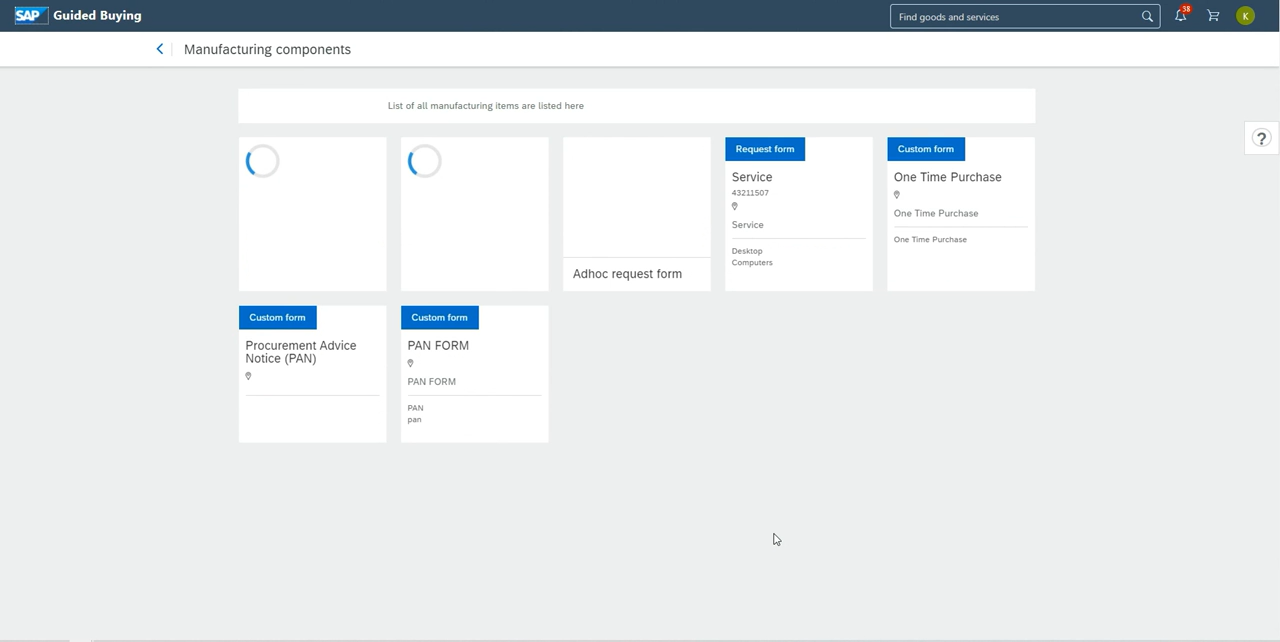 SAP Guided Buying
Find goods and services
38
K
Manufacturing components
List of all manufacturing items are listed here
?
Adhoc request form
Request form
Service
43211507
Service
Desktop
Computers
Custom form
One Time Purchase
One Time Purchase
One Time Purchase
Custom form
Procurement Advice
Notice (PAN)
Custom form
PAN FORM
PAN FORM
PAN
pan